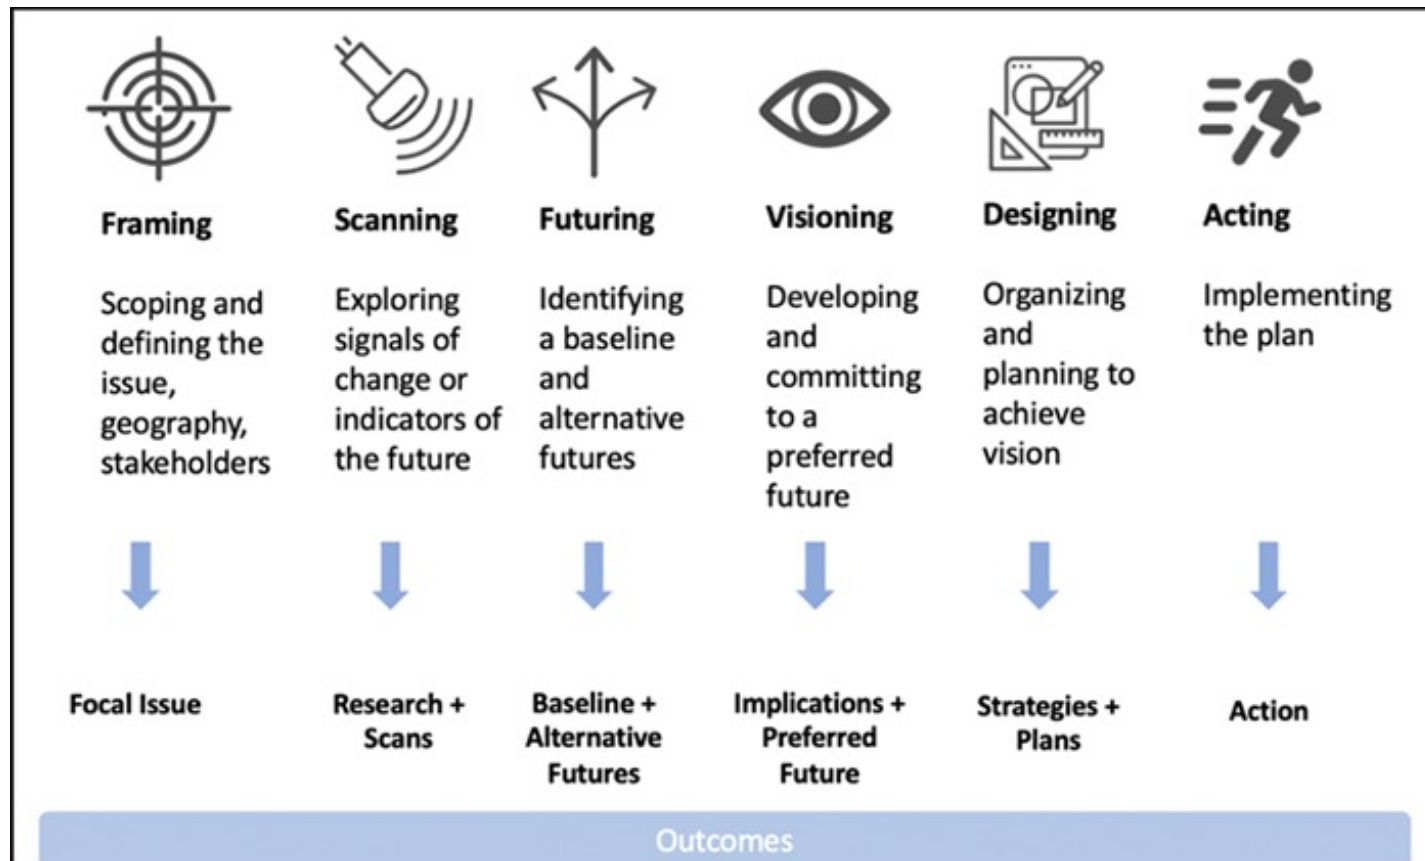 Framing
Scanning
Futuring
Visioning
Designing
Acting
Scoping and
defining the
issue,
geography,
stakeholders
Exploring
signals of
change or
indicators of
the future
Identifying
a baseline
and
alternative
futures
Developing
and
committing
to a
preferred
future
Organizing
and
planning to
achieve
vision
Implementing
the plan
Focal Issue
Research +
Scans
Baseline +
Alternative
Futures
Implications +
Preferred
Future
Strategies +
Plans
Action
Outcomes